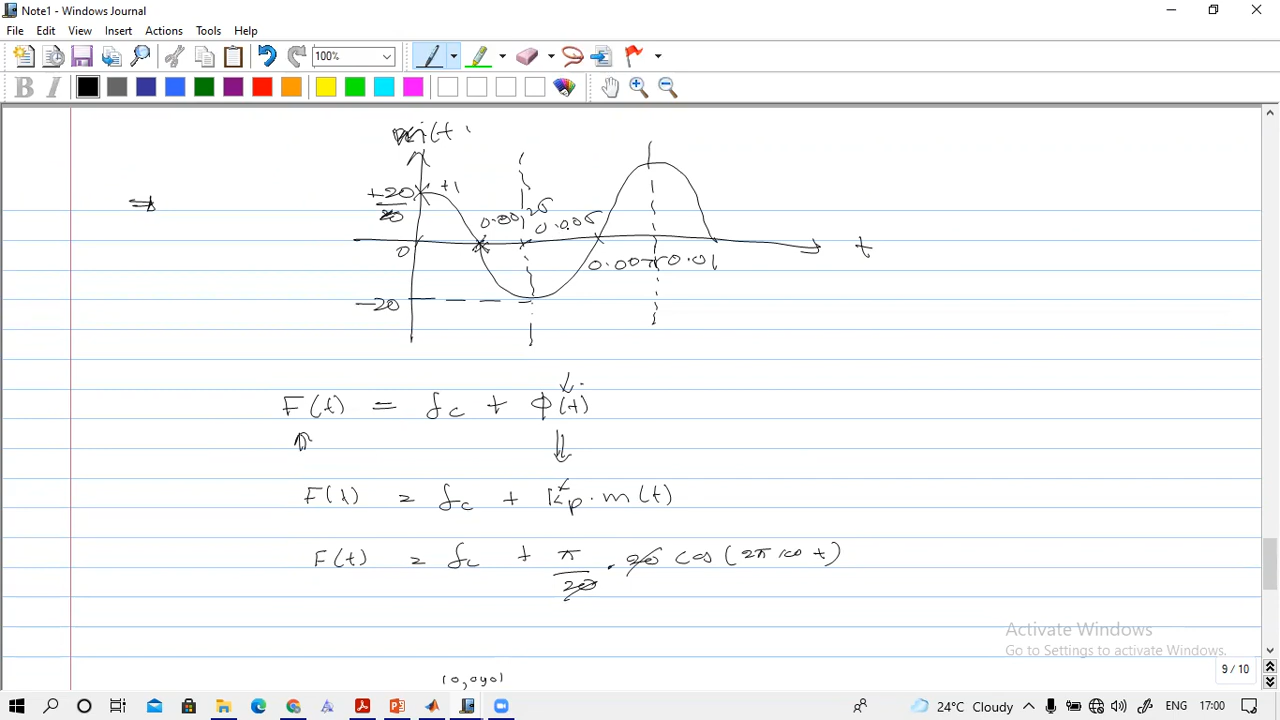 Note1 - Windows Journal
File Edit View Insert Actions Tools Help
100%
B I
+20
+1
0.0025
0.005
0
0.0075
0.01
t
-20
F(t) = fc + Φ(t)
F(t) = fc + Kp · m(t)
F(t) = fc + π/20 · 20 cos(2π 100 t)
Activate Windows
Go to Settings to activate Windows.
9 / 10
24°C Cloudy
ENG
17:00